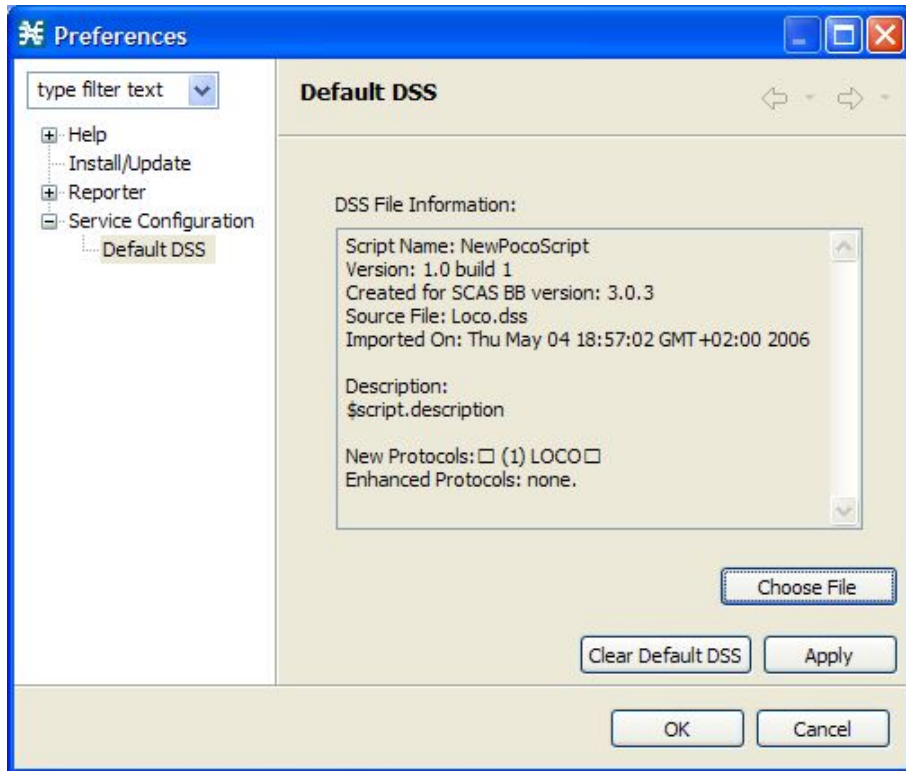 Preferences
type filter text
Default DSS
Help
Install/Update
Reporter
Service Configuration
Default DSS
DSS File Information:
Script Name: NewPocoScript
Version: 1.0 build 1
Created for SCAS BB version: 3.0.3
Source File: Loco.dss
Imported On: Thu May 04 18:57:02 GMT+02:00 2006
Description:
$script.description
New Protocols:□ (1) LOCO□
Enhanced Protocols: none.
Choose File
Clear Default DSS
Apply
OK
Cancel